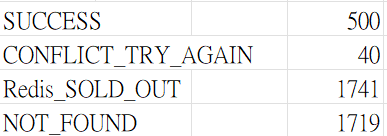 SUCCESS 500
CONFLICT_TRY_AGAIN 40
Redis_SOLD_OUT 1741
NOT_FOUND 1719